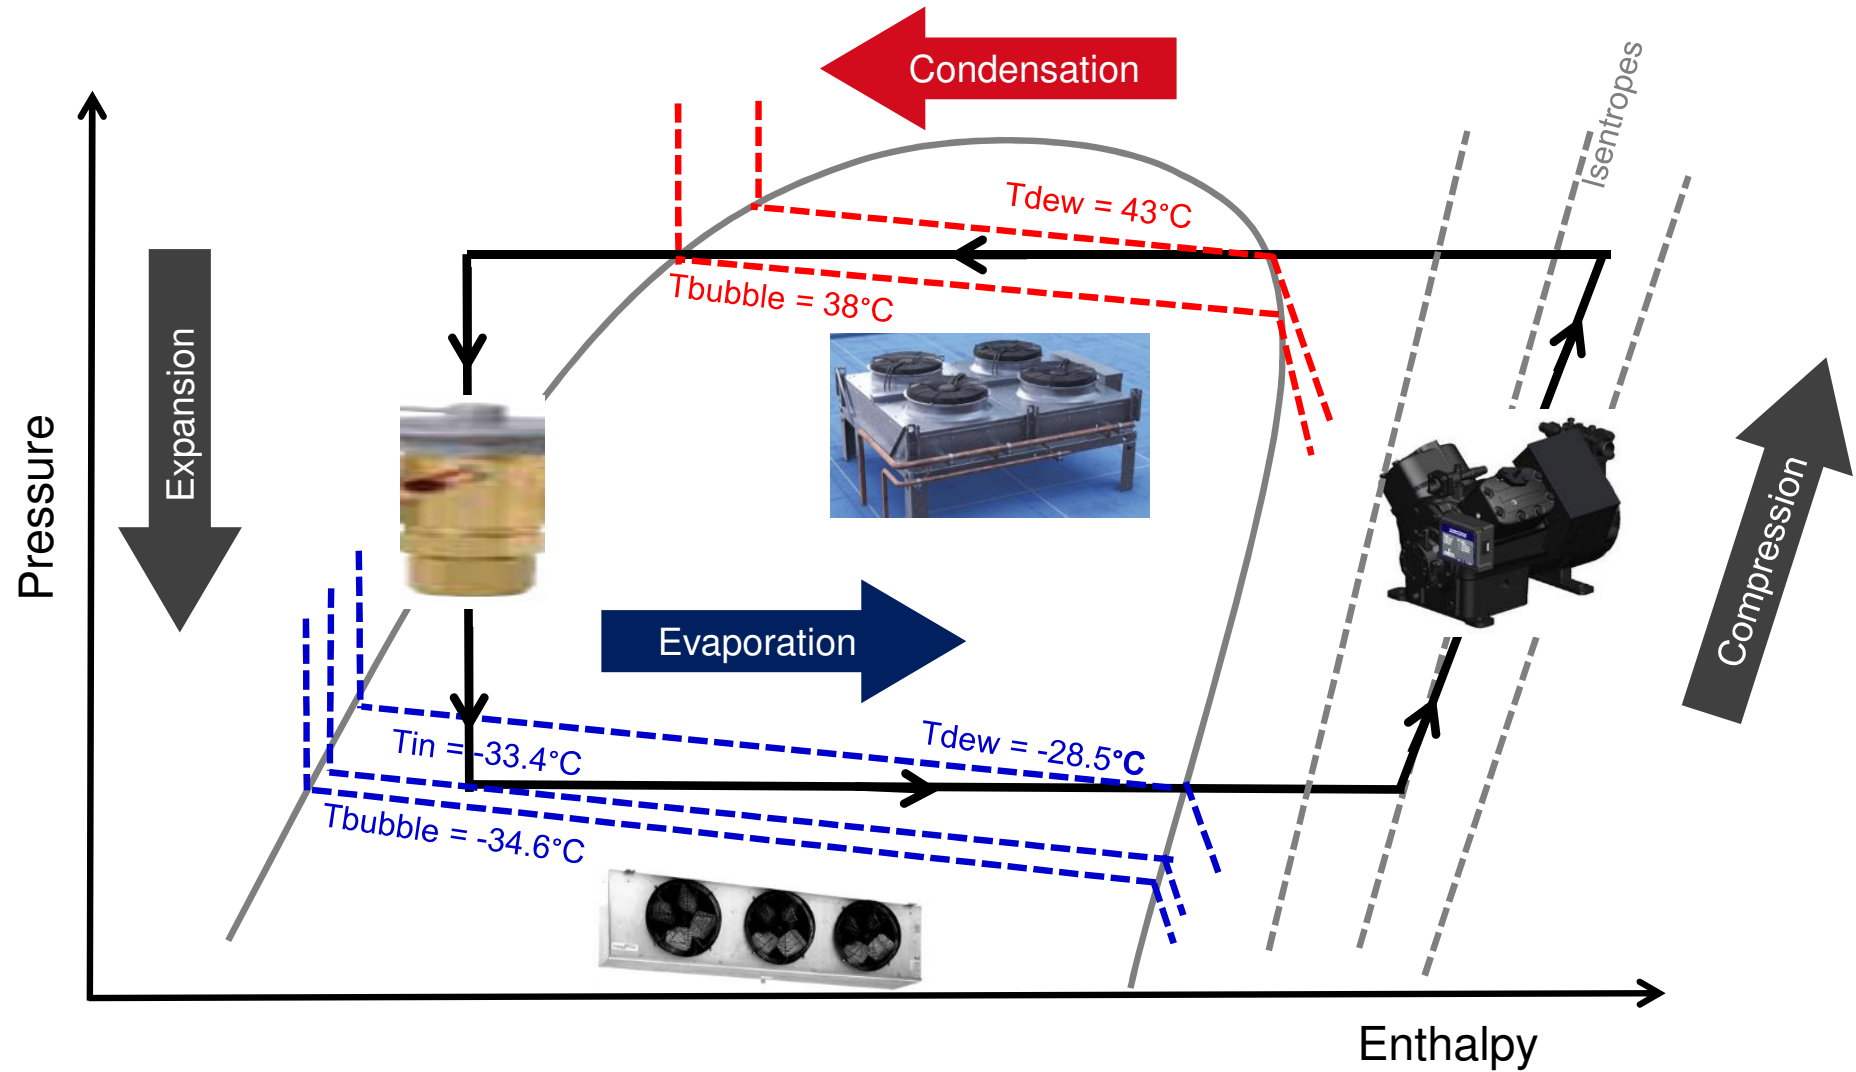 Condensation
Isentropes
Tdew = 43°C
Tbubble = 38°C
Expansion
Pressure
Compression
Evaporation
Tin = -33.4°C
Tdew = -28.5°C
Tbubble = -34.6°C
Enthalpy